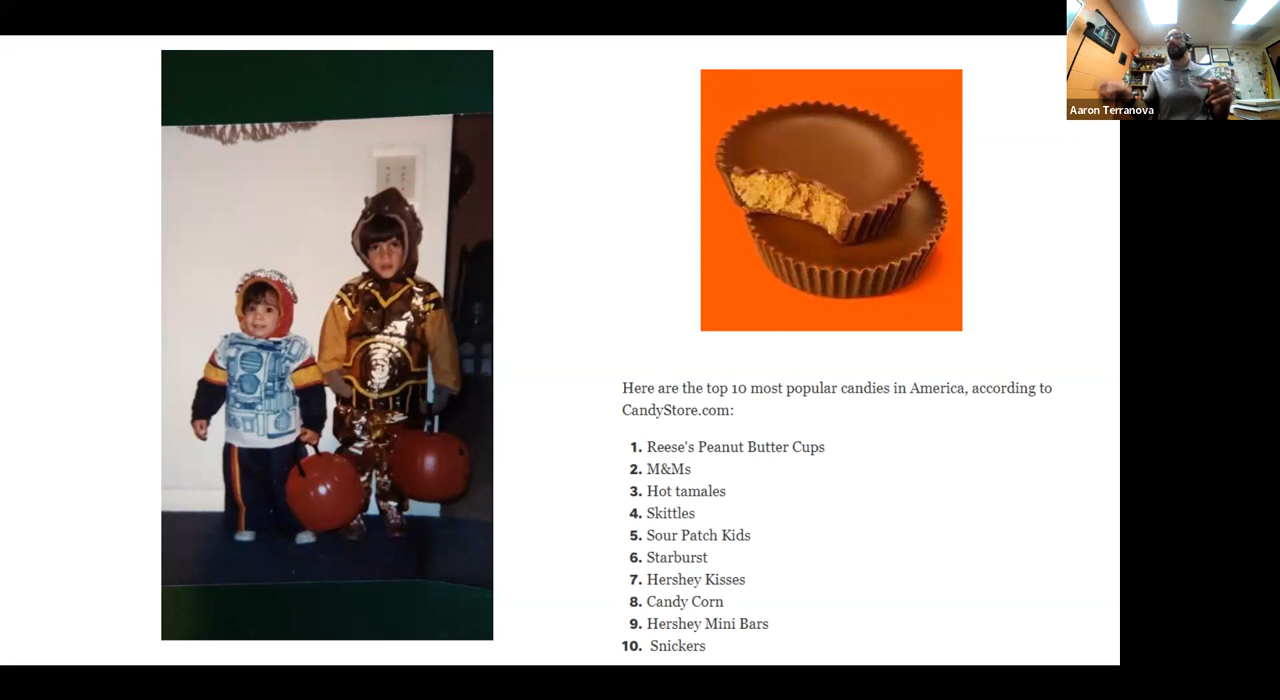 Aaron Terranova
Here are the top 10 most popular candies in America, according to
CandyStore.com:
1. Reese's Peanut Butter Cups
2. M&Ms
3. Hot tamales
4. Skittles
5. Sour Patch Kids
6. Starburst
7. Hershey Kisses
8. Candy Corn
9. Hershey Mini Bars
10. Snickers